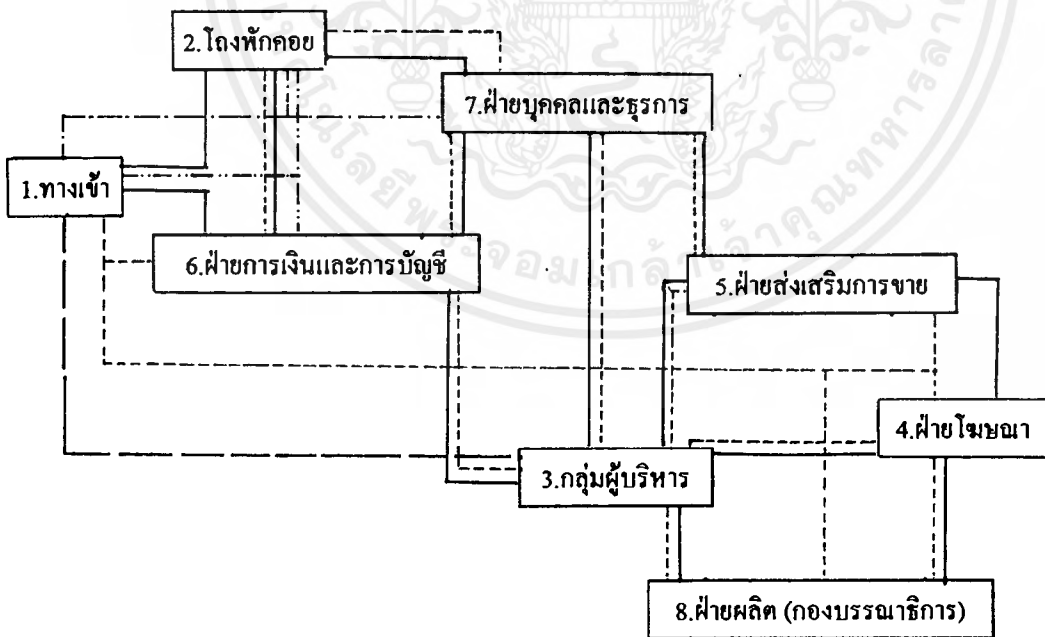 2.โถงพักคอย
7.ฝ่ายบุคคลและธุรการ
1.ทางเข้า
6.ฝ่ายการเงินและการบัญชี
5.ฝ่ายส่งเสริมการขาย
4.ฝ่ายโฆษณา
3.กลุ่มผู้บริหาร
8.ฝ่ายผลิต (กองบรรณาธิการ)